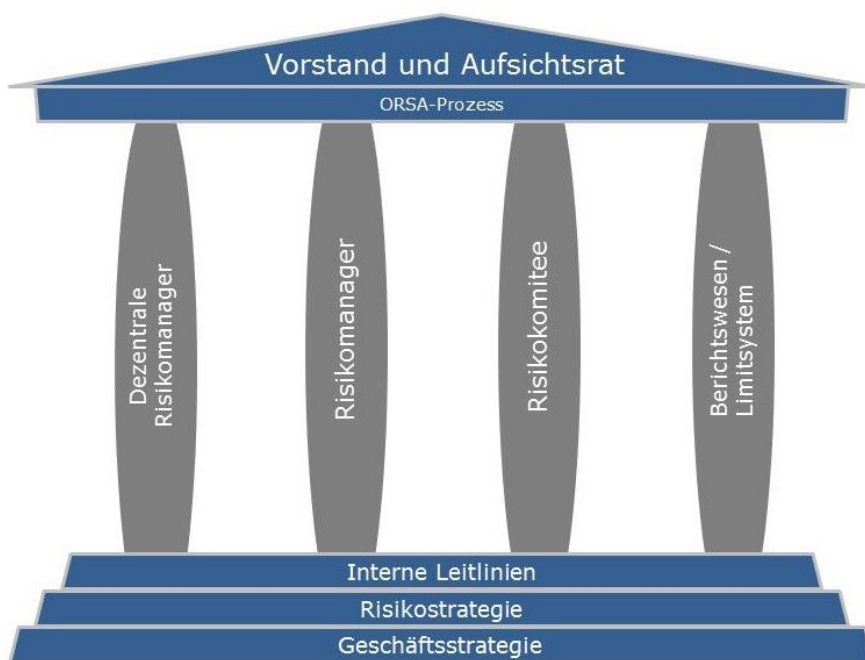 Vorstand und Aufsichtsrat
ORSA-Prozess
Dezentrale
Risikomanager
Risikomanager
Risikokomitee
Berichtswesen /
Limitsystem
Interne Leitlinien
Risikostrategie
Geschäftsstrategie